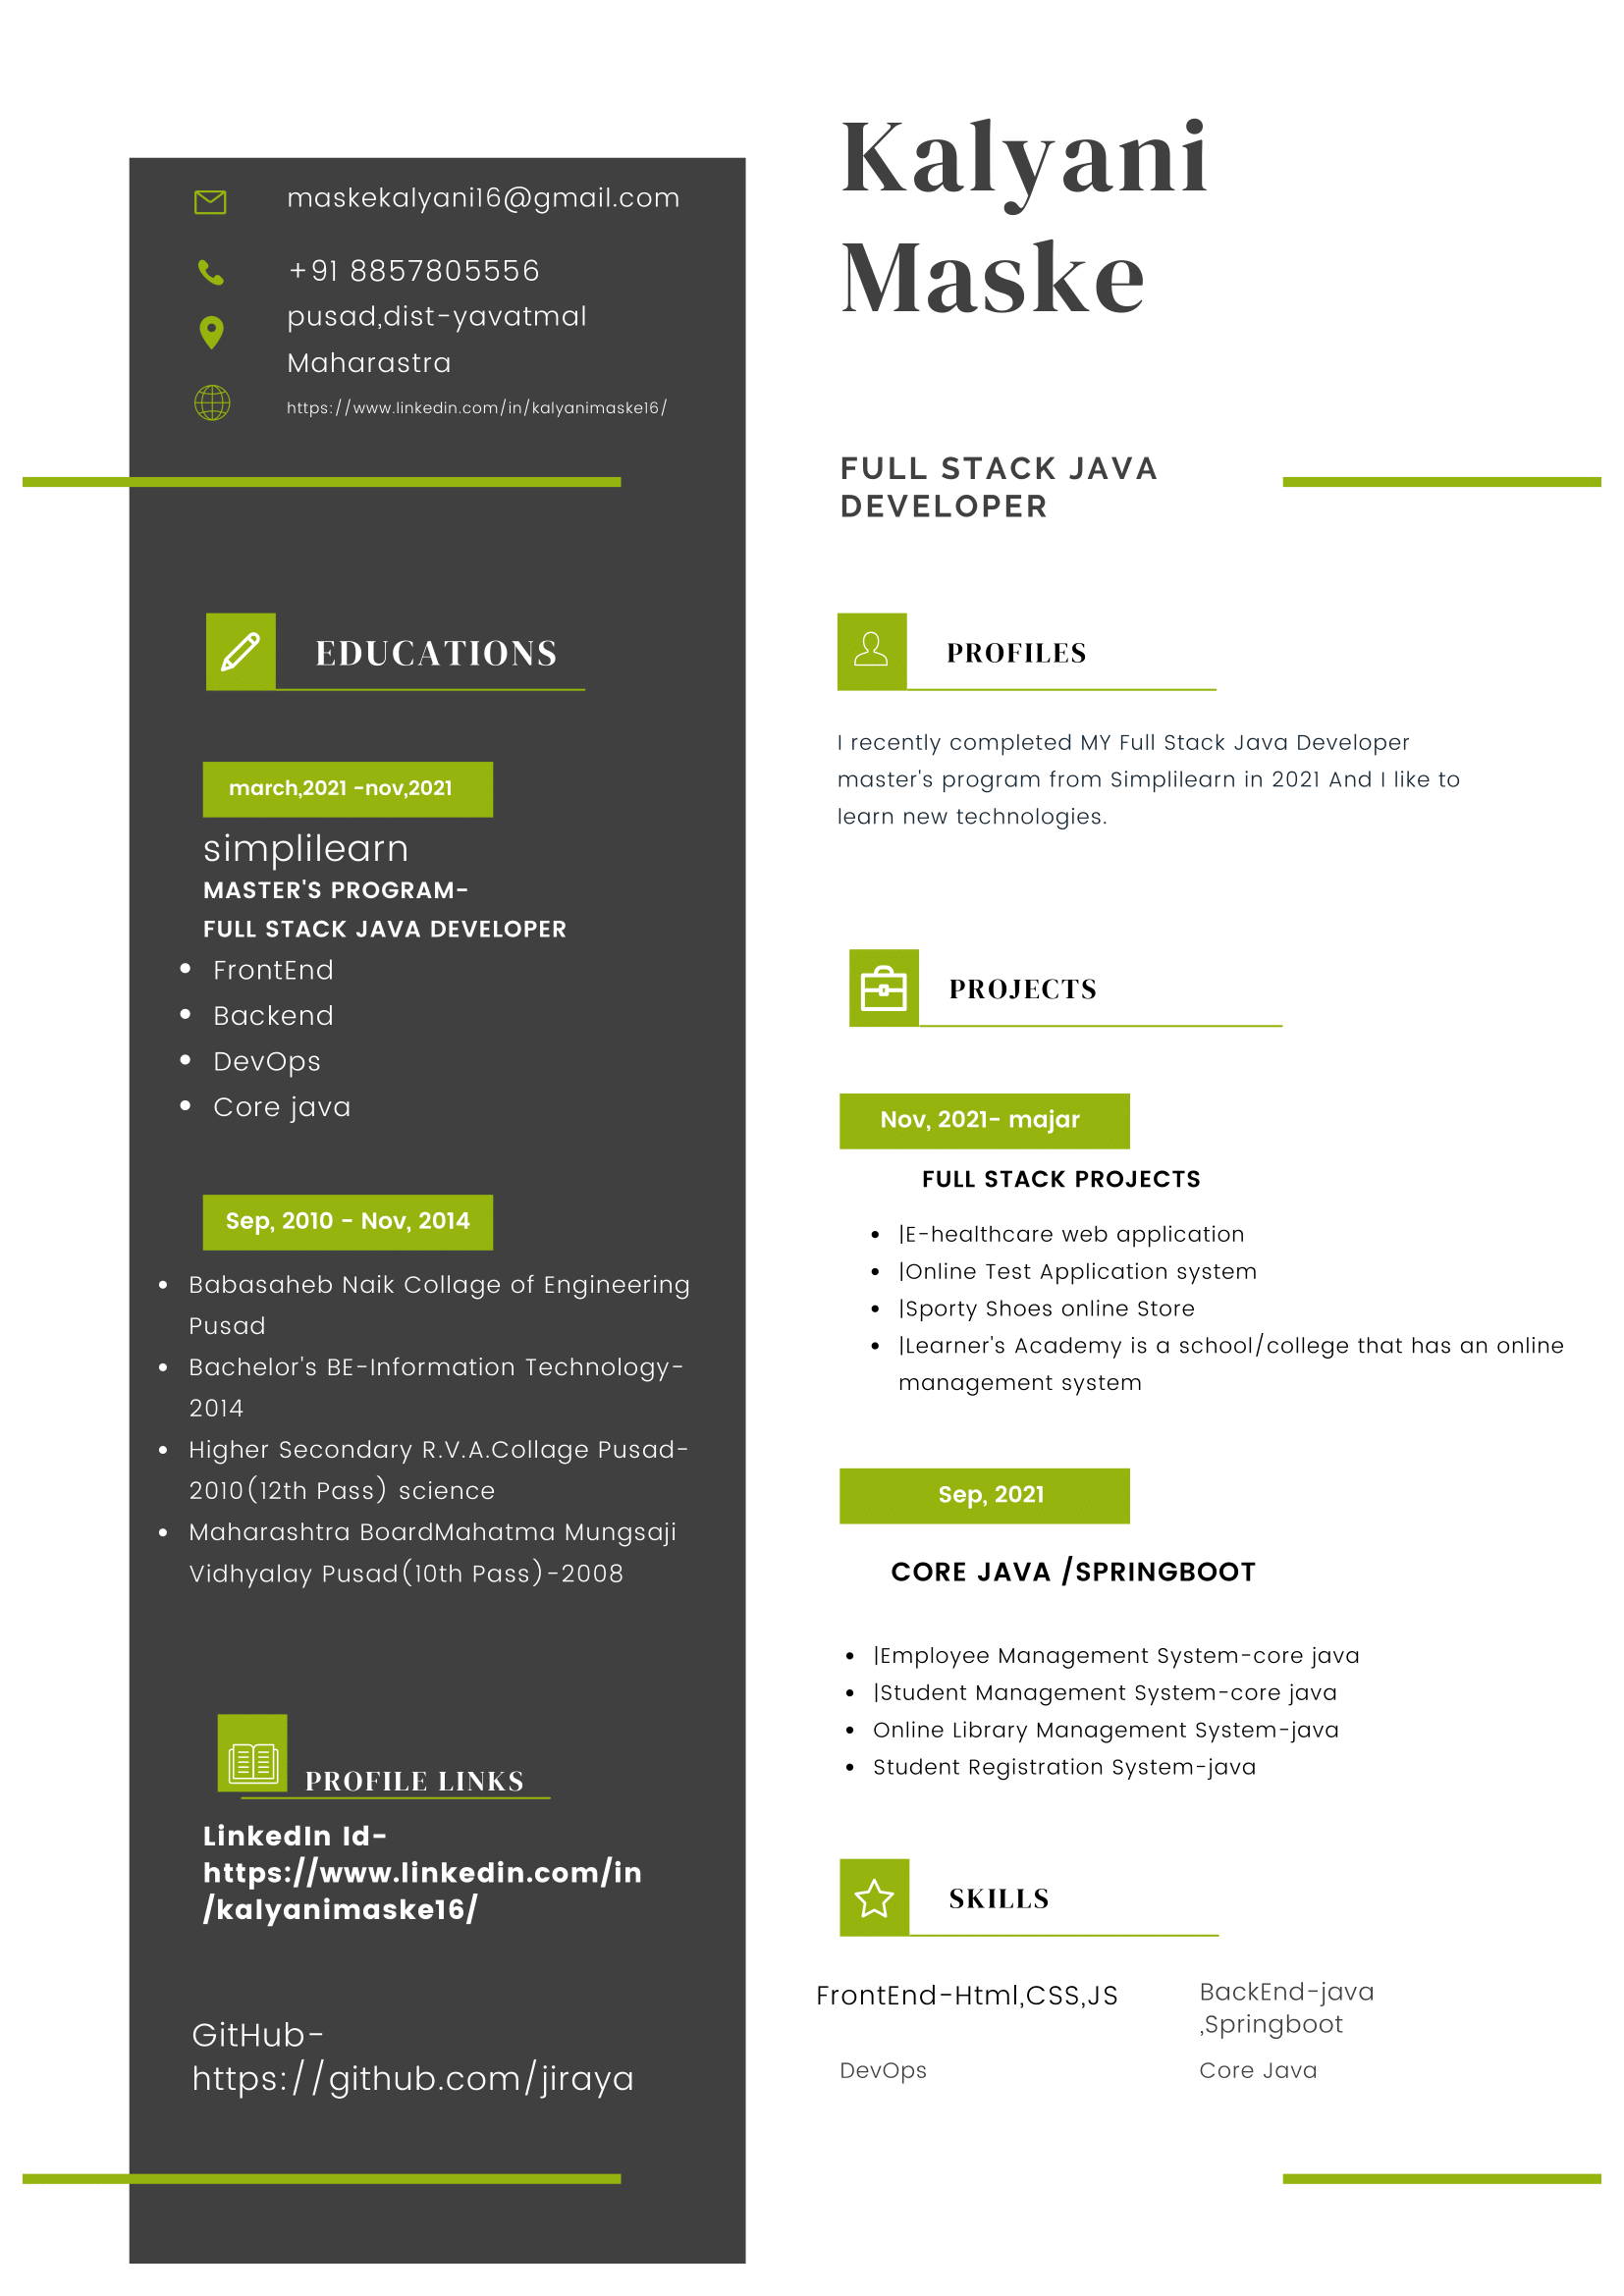 Kalyani
Maske
maskekalyani16@gmail.com
+91 8857805556
pusad,dist-yavatmal
Maharastra
https://www.linkedin.com/in/kalyanimaske16/
FULL STACK JAVA
DEVELOPER
EDUCATIONS
march,2021 -nov,2021
simplilearn
MASTER'S PROGRAM-
FULL STACK JAVA DEVELOPER
• FrontEnd
• Backend
• DevOps
• Core java
Sep, 2010 - Nov, 2014
• Babasaheb Naik Collage of Engineering
Pusad
• Bachelor's BE-Information Technology-
2014
• Higher Secondary R.V.A.Collage Pusad-
2010(12th Pass) science
• Maharashtra BoardMahatma Mungsaji
Vidhyalay Pusad(10th Pass)-2008
PROFILE LINKS
LinkedIn Id-
https://www.linkedin.com/in
/kalyanimaske16/
GitHub-
https://github.com/jiraya
PROFILES
I recently completed MY Full Stack Java Developer
master's program from Simplilearn in 2021 And I like to
learn new technologies.
PROJECTS
Nov, 2021- majar
FULL STACK PROJECTS
• |E-healthcare web application
• |Online Test Application system
• |Sporty Shoes online Store
• |Learner's Academy is a school/college that has an online
management system
Sep, 2021
CORE JAVA /SPRINGBOOT
• |Employee Management System-core java
• |Student Management System-core java
• Online Library Management System-java
• Student Registration System-java
SKILLS
FrontEnd-Html,CSS,JS
BackEnd-java
,Springboot
DevOps
Core Java